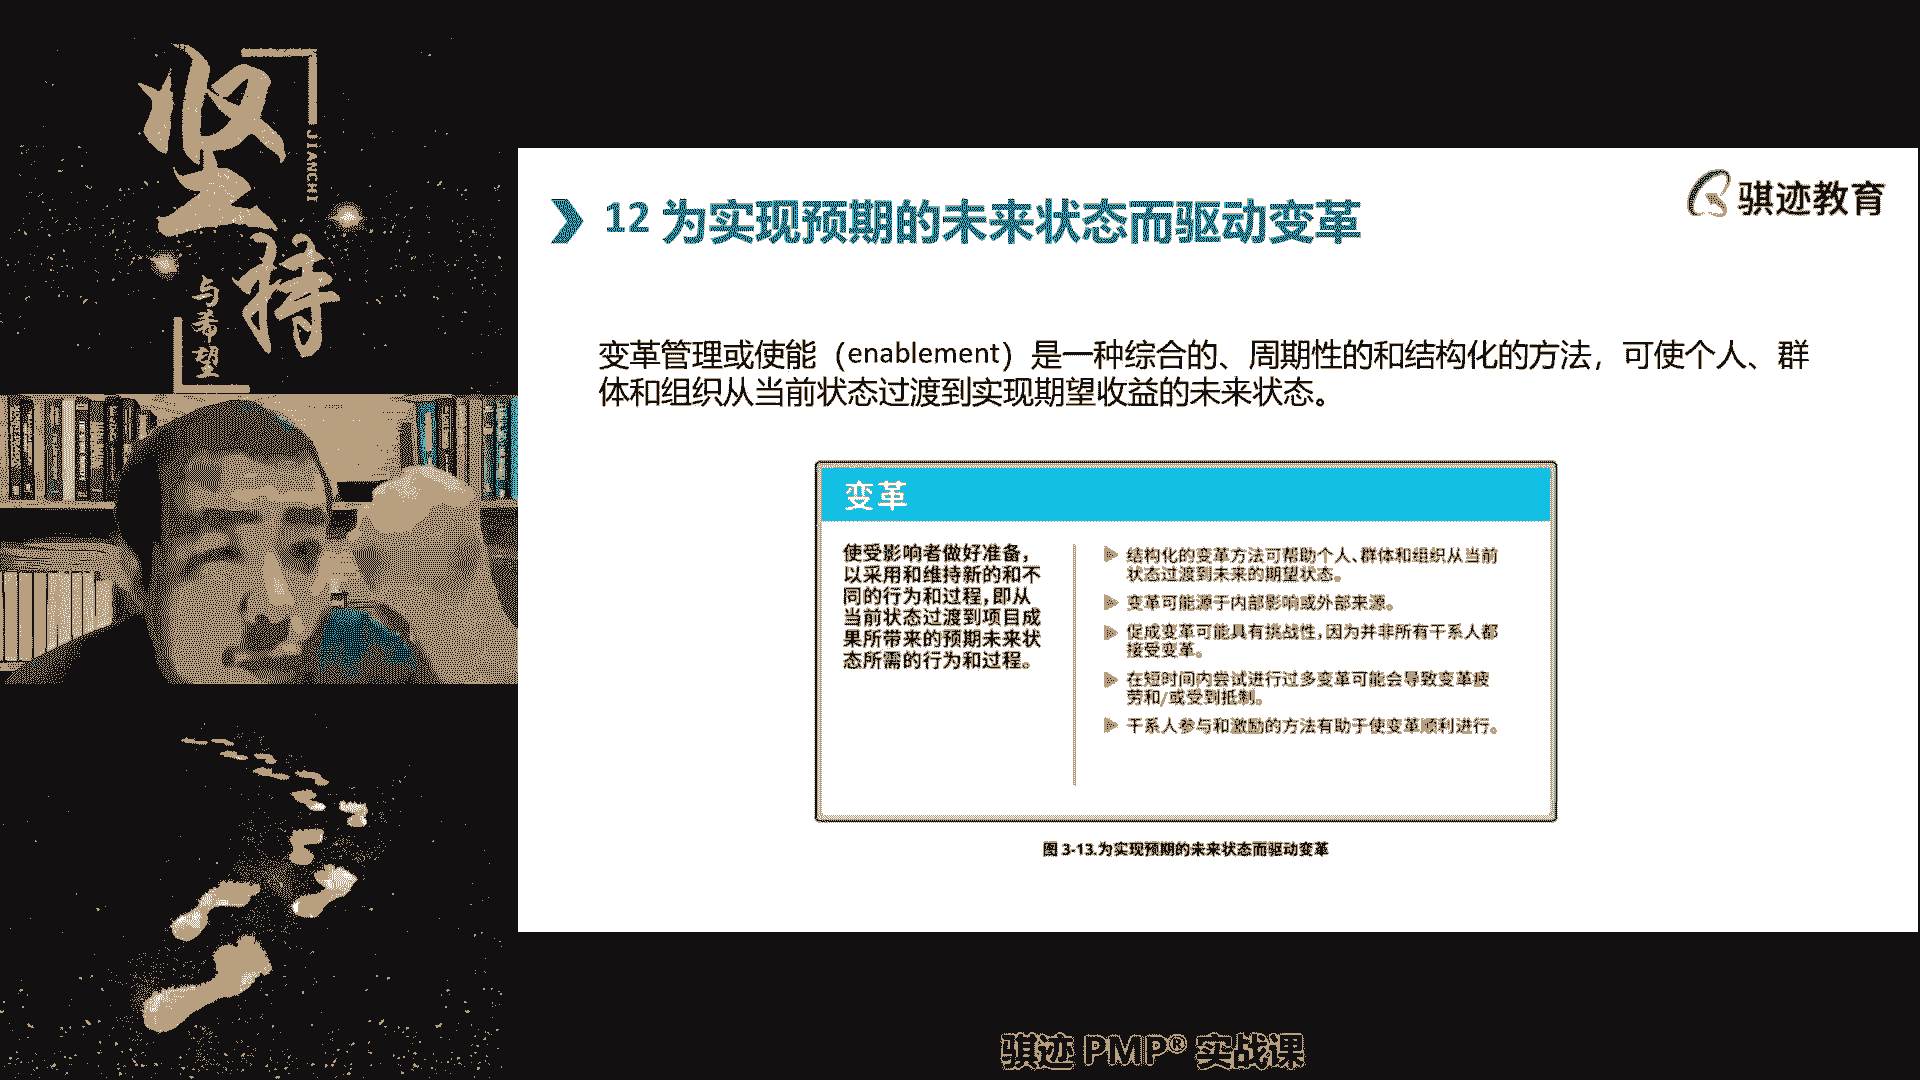 坚持
JIANCHI
与希望
骐迹教育
12 为实现预期的未来状态而驱动变革
变革管理或使能（enablement）是一种综合的、周期性的和结构化的方法，可使个人、群
体和组织从当前状态过渡到实现期望收益的未来状态。
变革
使受影响者做好准备，
以采用和维持新的和不
同的行为和过程，即从
当前状态过渡到项目成
果所带来的预期未来状
态所需的行为和过程。
结构化的变革方法可帮助个人、群体和组织从当前
状态过渡到未来的期望状态。
变革可能源于内部影响或外部来源。
促成变革可能具有挑战性，因为并非所有干系人都
接受变革。
在短时间内尝试进行过多变革可能会导致变革疲
劳和/或受到抵制。
干系人参与和激励的方法有助于使变革顺利进行。
图 3-13.为实现预期的未来状态而驱动变革
骐迹 PMP® 实战课